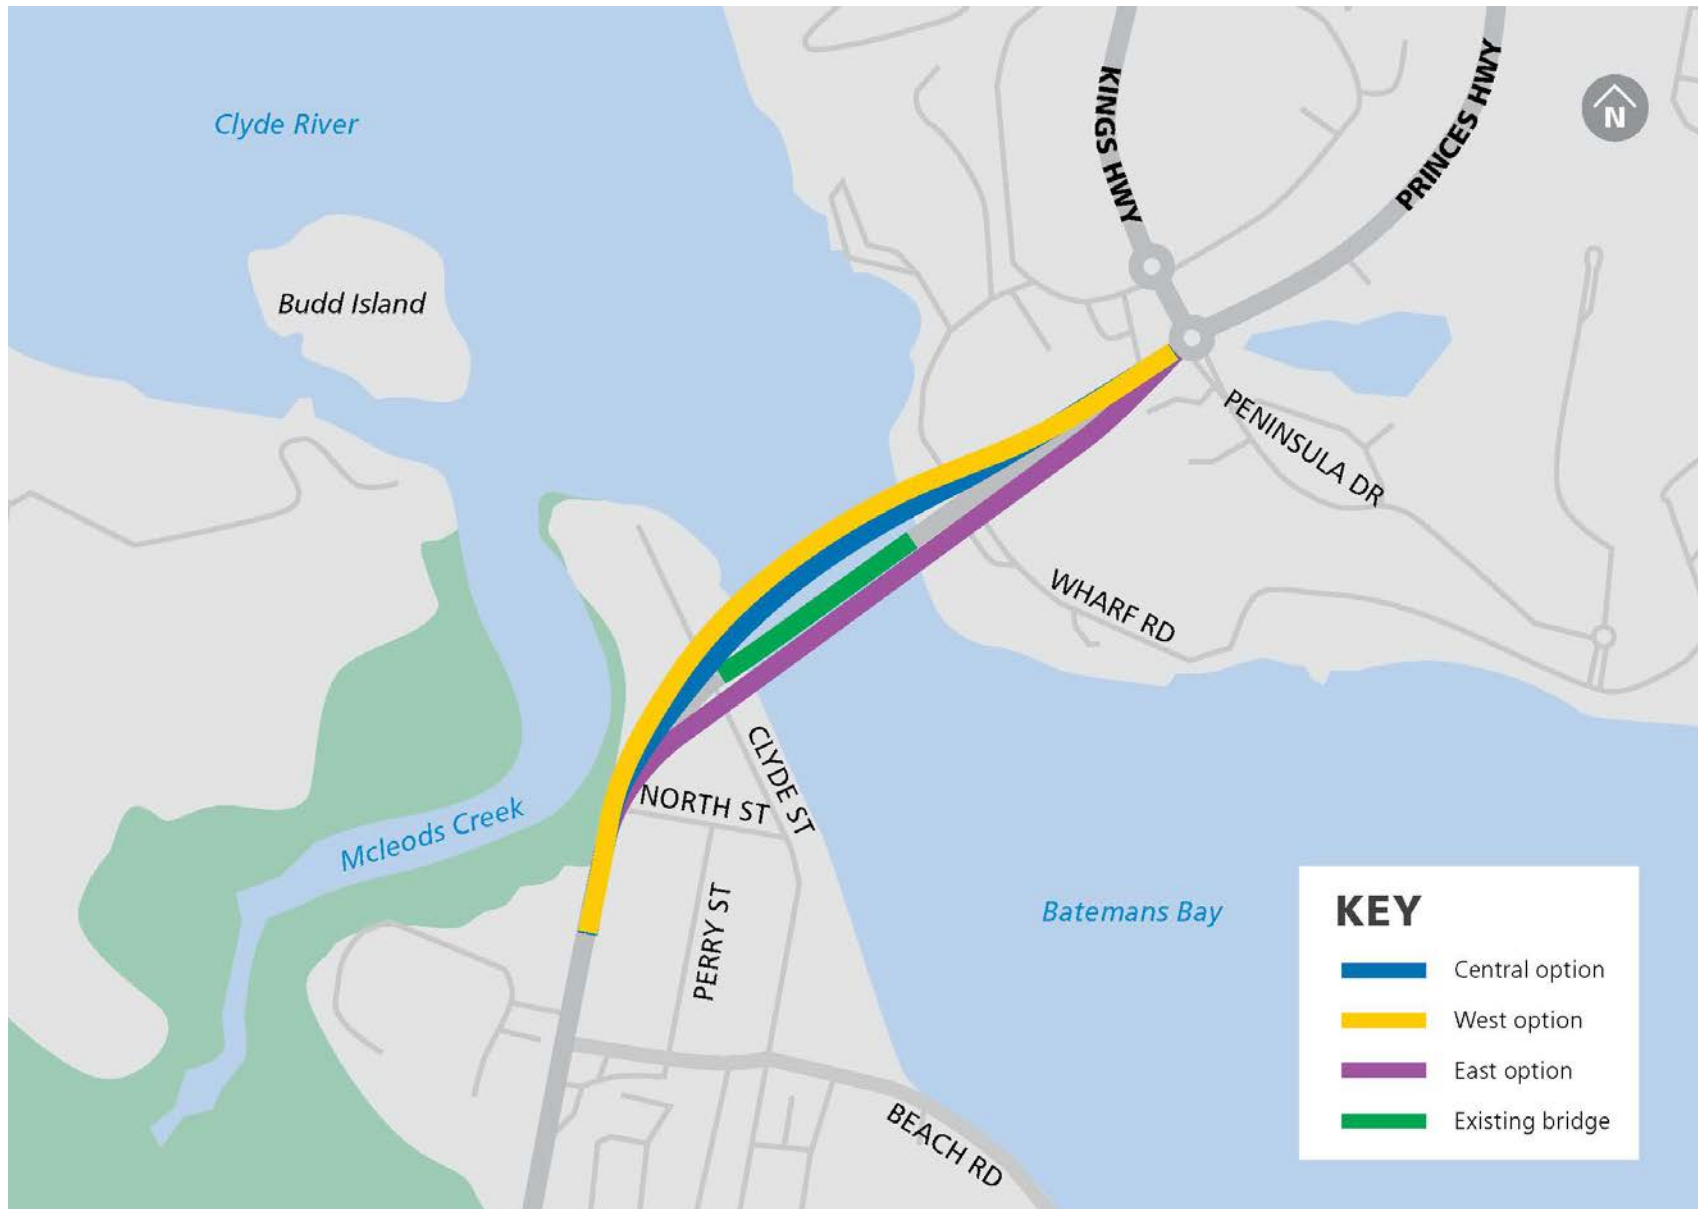 Clyde River
KINGS HWY
PRINCES HWY
N
Budd Island
PENINSULA DR
WHARF RD
CLYDE ST
NORTH ST
Mcleods Creek
PERRY ST
Batemans Bay
BEACH RD
KEY
Central option
West option
East option
Existing bridge